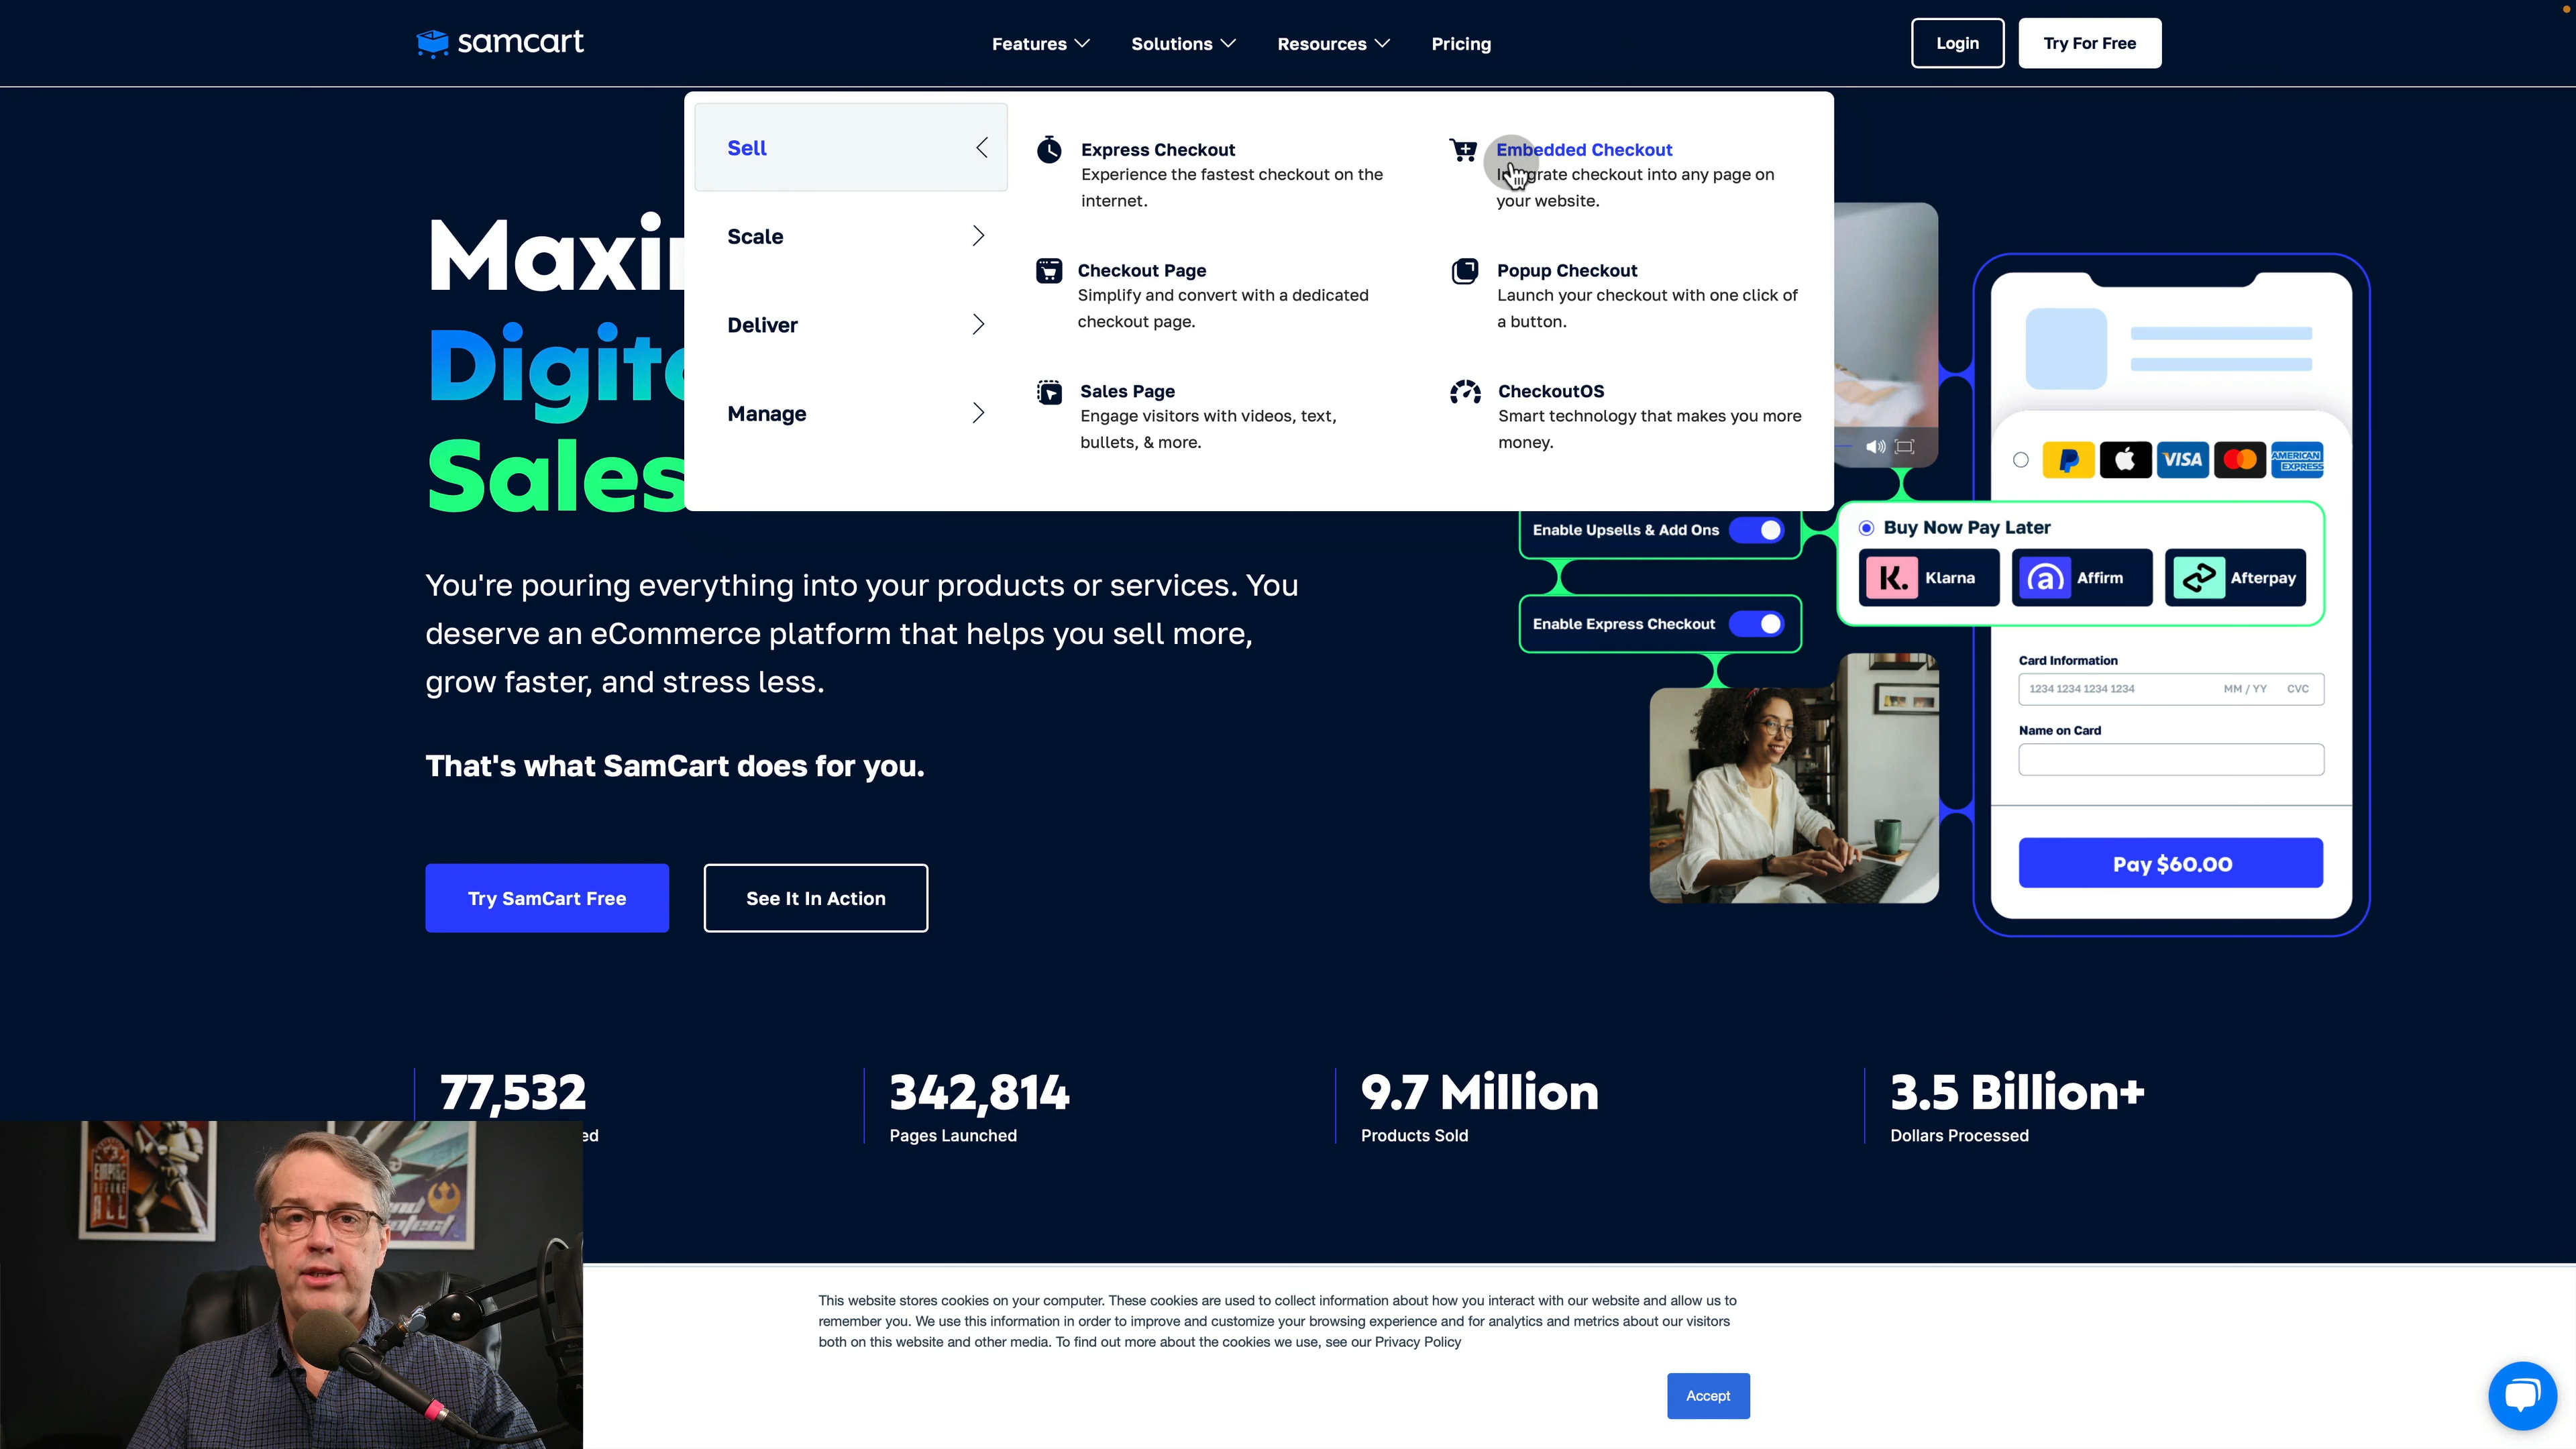 samcart
Features
Solutions
Resources
Pricing
Login
Try For Free
Sell
Scale
Deliver
Manage
Express Checkout
Experience the fastest checkout on the
internet.
Checkout Page
Simplify and convert with a dedicated
checkout page.
Sales Page
Engage visitors with videos, text,
bullets, & more.
Embedded Checkout
your website.
Popup Checkout
Launch your checkout with one click of
a button.
CheckoutOS
Smart technology that makes you more
money.
Sales
You're pouring everything into your products or services. You
deserve an eCommerce platform that helps you sell more,
grow faster, and stress less.
That's what SamCart does for you.
Try SamCart Free
See It In Action
Enable Upsells & Add Ons
Enable Express Checkout
VISA
AMERICAN
EXPRESS
Buy Now Pay Later
K. Klarna
a Affirm
Afterpay
Card Information
1234 1234 1234 1234 MM / YY CVC
Name on Card
Pay $60.00
77,532
342,814
Pages Launched
9.7 Million
Products Sold
3.5 Billion+
Dollars Processed
EMPIRE
BEFORE
ALL
This website stores cookies on your computer. These cookies are used to collect information about how you interact with our website and allow us to
remember you. We use this information in order to improve and customize your browsing experience and for analytics and metrics about our visitors
both on this website and other media. To find out more about the cookies we use, see our Privacy Policy
Accept